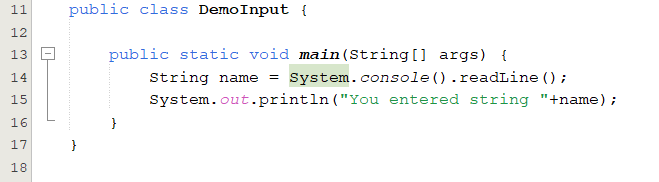 11 public class DemoInput {
12
13 public static void main(String[] args) {
14 String name = System.console().readLine();
15 System.out.println("You entered string "+name);
16 }
17 }
18